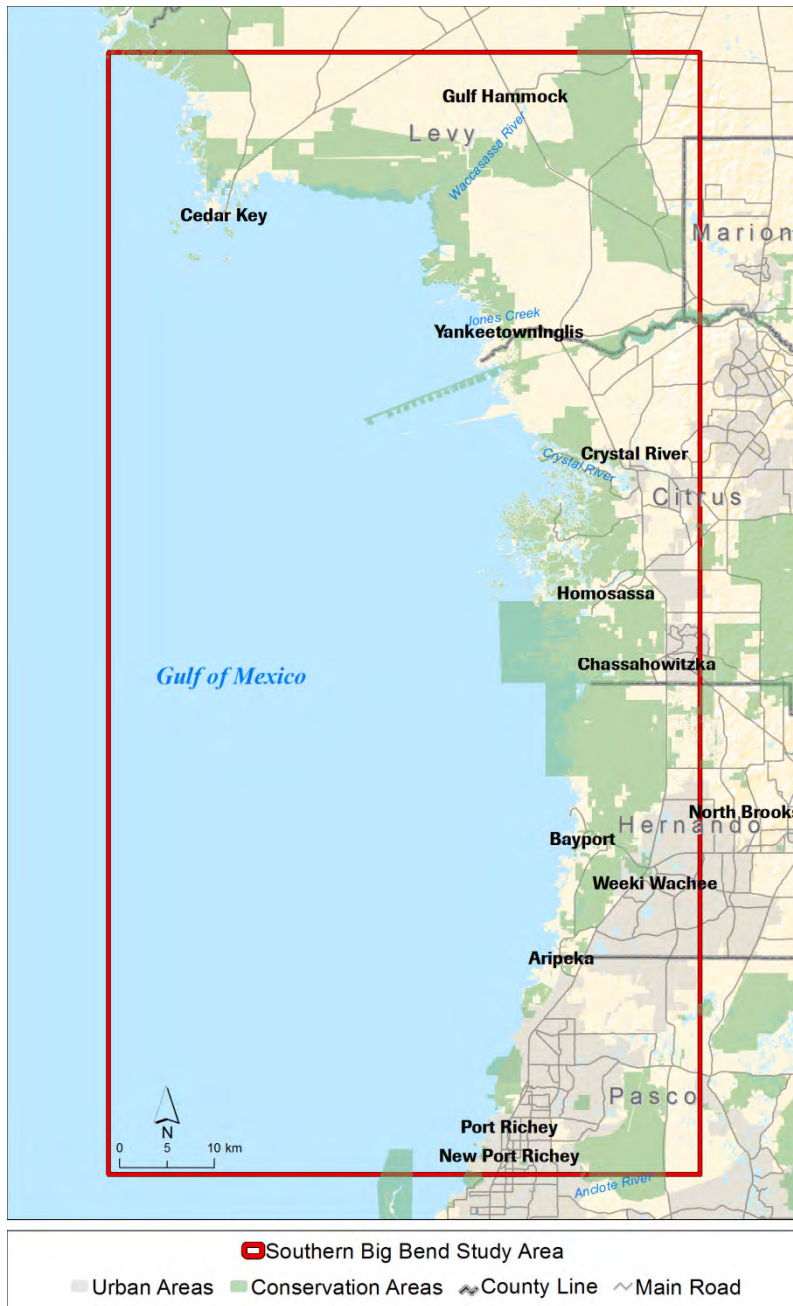 Gulf Hammock
Levy
Waccasassa River
Cedar Key
Marion
Jones Creek
YankeetownInglis
Crystal River
Crystal River
Citrus
Homosassa
Chassahowitzka
Gulf of Mexico
North Brooks
Hernando
Bayport
Weeki Wachee
Aripeka
Pasco
N
0 5 10 km
Port Richey
New Port Richey
Anclote River
Southern Big Bend Study Area
Urban Areas Conservation Areas County Line Main Road